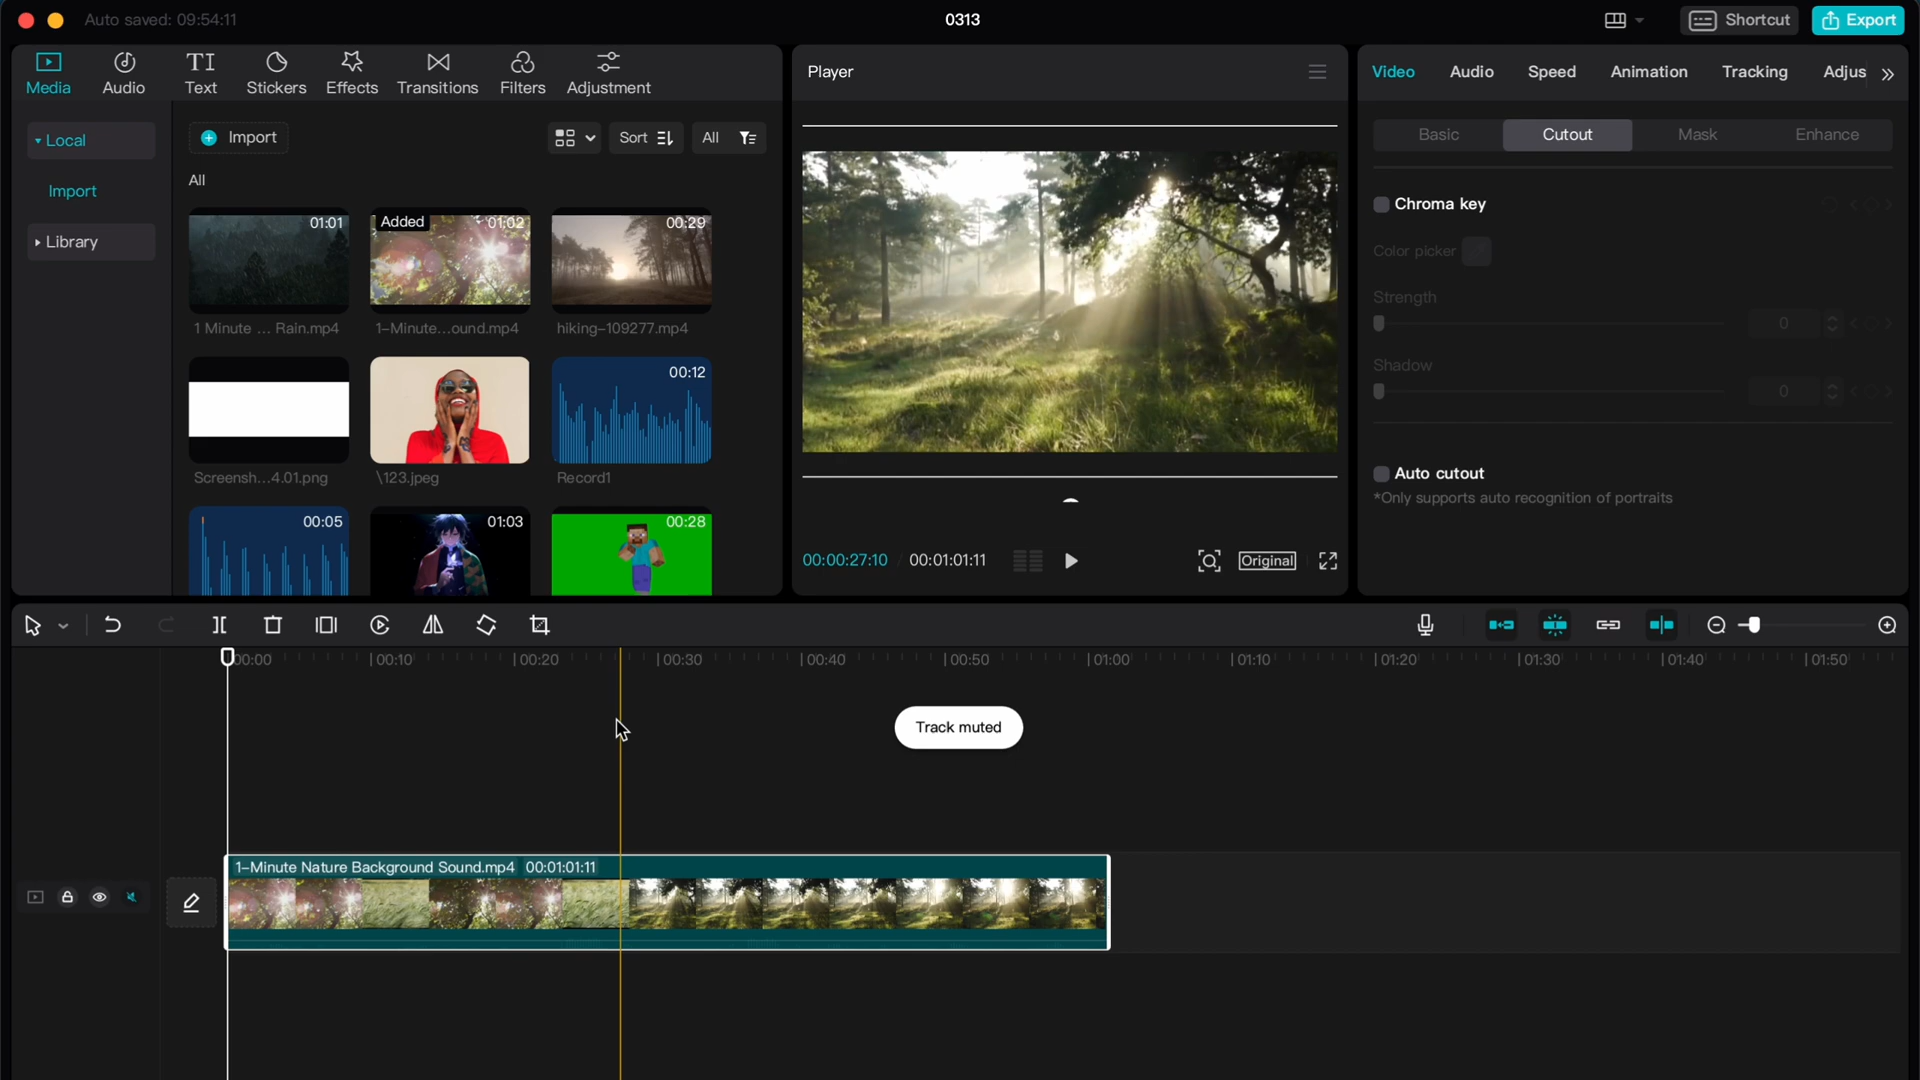 Auto saved: 09:54:11
0313
Shortcut
Export
Media
Audio
Text
Stickers
Effects
Transitions
Filters
Adjustment
Local
Import
Library
Import
Sort
All
All
01:01
1 Minute ... Rain.mp4
Added
01:02
1-Minute...ound.mp4
00:29
hiking-109277.mp4
Screensh...4.01.png
\123.jpeg
00:12
Record1
00:05
01:03
00:28
Player
00:00:27:10 / 00:01:01:11
Original
Video
Audio
Speed
Animation
Tracking
Adjus
Basic
Cutout
Mask
Enhance
Chroma key
Color picker
Strength
0
Shadow
0
Auto cutout
*Only supports auto recognition of portraits
00:00
00:10
00:20
00:30
00:40
00:50
01:00
01:10
01:20
01:30
01:40
01:50
Track muted
1-Minute Nature Background Sound.mp4 00:01:01:11